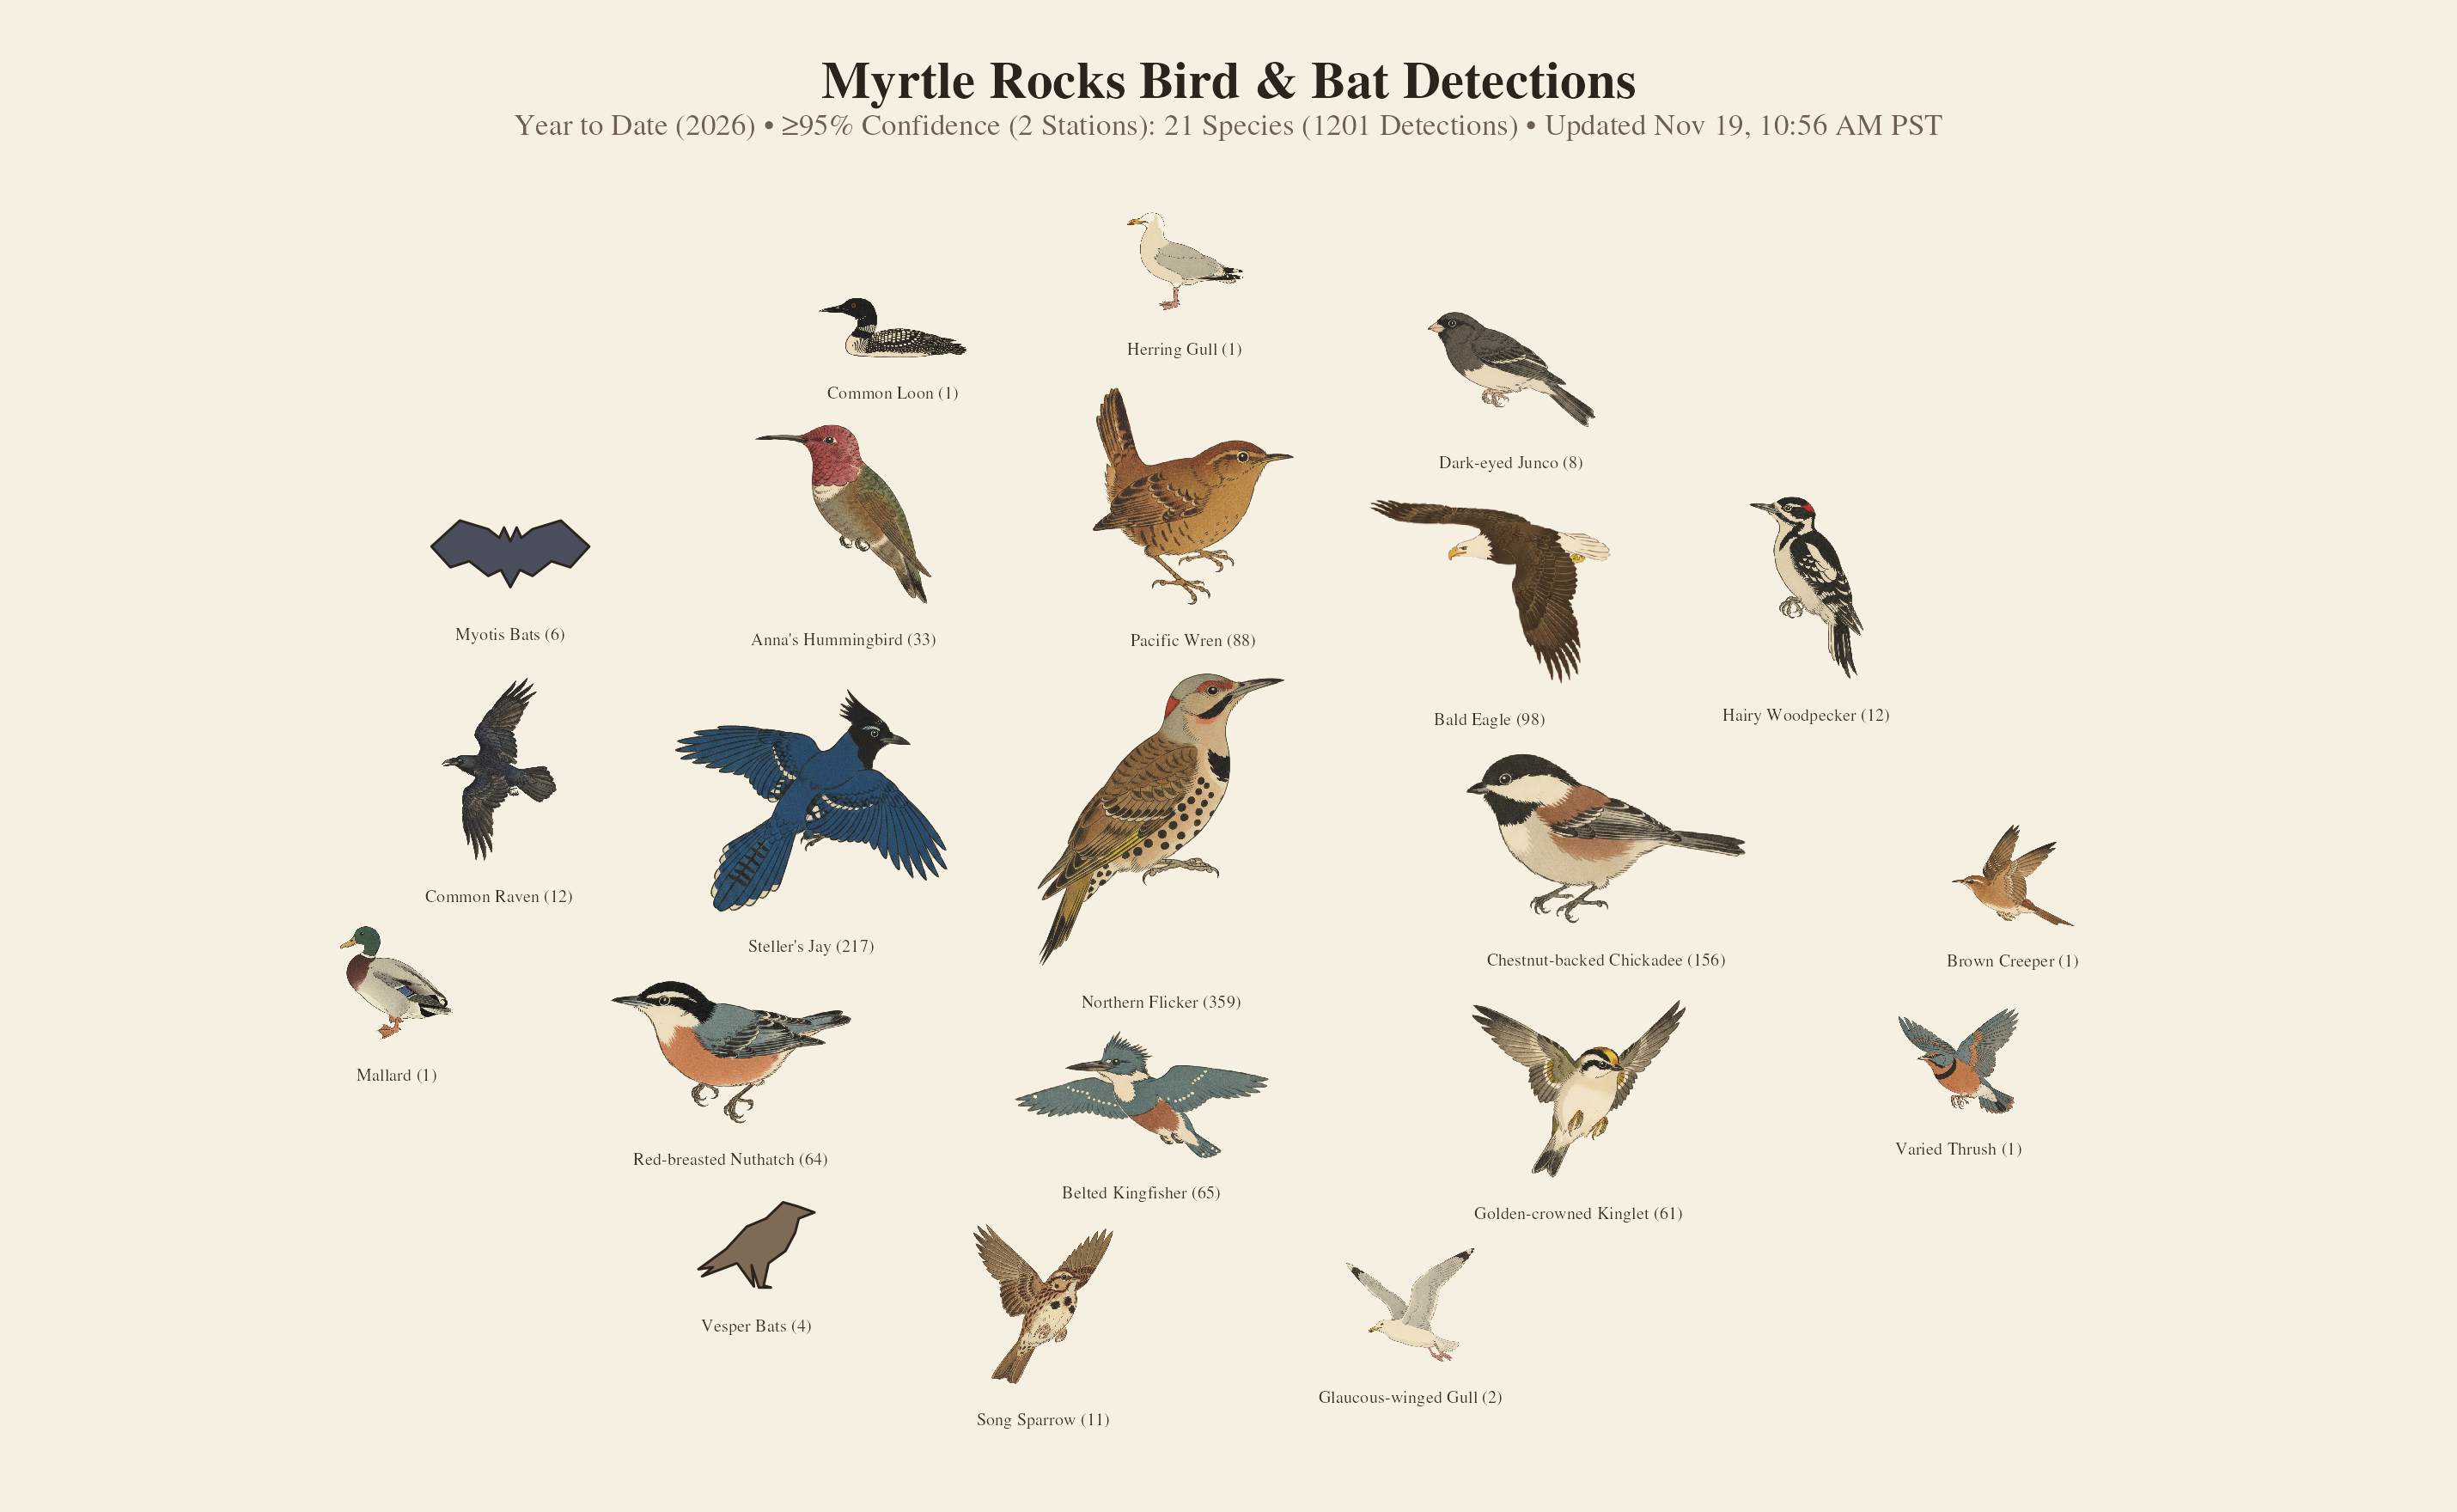 Myrtle Rocks Bird & Bat Detections
Year to Date (2026) • ≥95% Confidence (2 Stations): 21 Species (1201 Detections) • Updated Nov 19, 10:56 AM PST
Herring Gull (1)
Common Loon (1)
Dark-eyed Junco (8)
Myotis Bats (6)
Anna's Hummingbird (33)
Pacific Wren (88)
Bald Eagle (98)
Hairy Woodpecker (12)
Common Raven (12)
Steller's Jay (217)
Northern Flicker (359)
Chestnut-backed Chickadee (156)
Brown Creeper (1)
Mallard (1)
Red-breasted Nuthatch (64)
Belted Kingfisher (65)
Golden-crowned Kinglet (61)
Varied Thrush (1)
Vesper Bats (4)
Song Sparrow (11)
Glaucous-winged Gull (2)